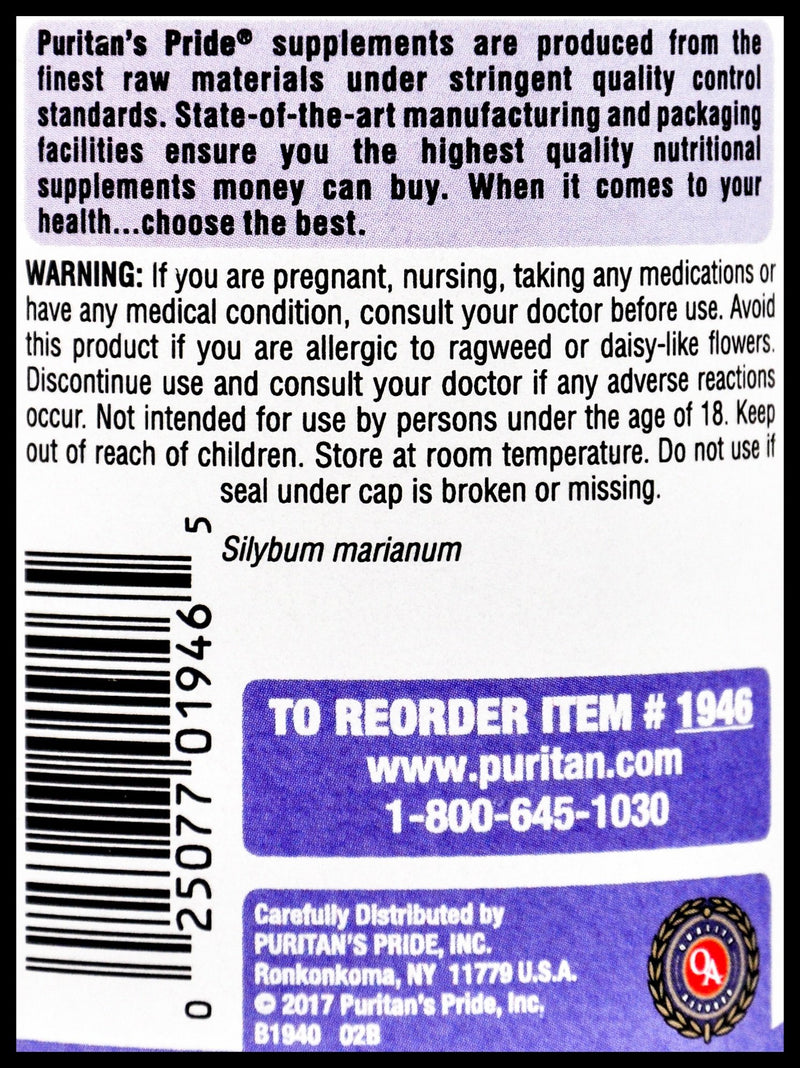 Puritan's Pride® supplements are produced from the
finest raw materials under stringent quality control
standards. State-of-the-art manufacturing and packaging
facilities ensure you the highest quality nutritional
supplements money can buy. When it comes to your
health...choose the best.
WARNING: If you are pregnant, nursing, taking any medications or
have any medical condition, consult your doctor before use. Avoid
this product if you are allergic to ragweed or daisy-like flowers.
Discontinue use and consult your doctor if any adverse reactions
occur. Not intended for use by persons under the age of 18. Keep
out of reach of children. Store at room temperature. Do not use if
seal under cap is broken or missing.
Silybum marianum
0 25077 01946 5
TO REORDER ITEM # 1946
www.puritan.com
1-800-645-1030
Carefully Distributed by
PURITAN'S PRIDE, INC.
Ronkonkoma, NY 11779 U.S.A.
© 2017 Puritan's Pride, Inc.
B1940 02B
QUALITY
QA